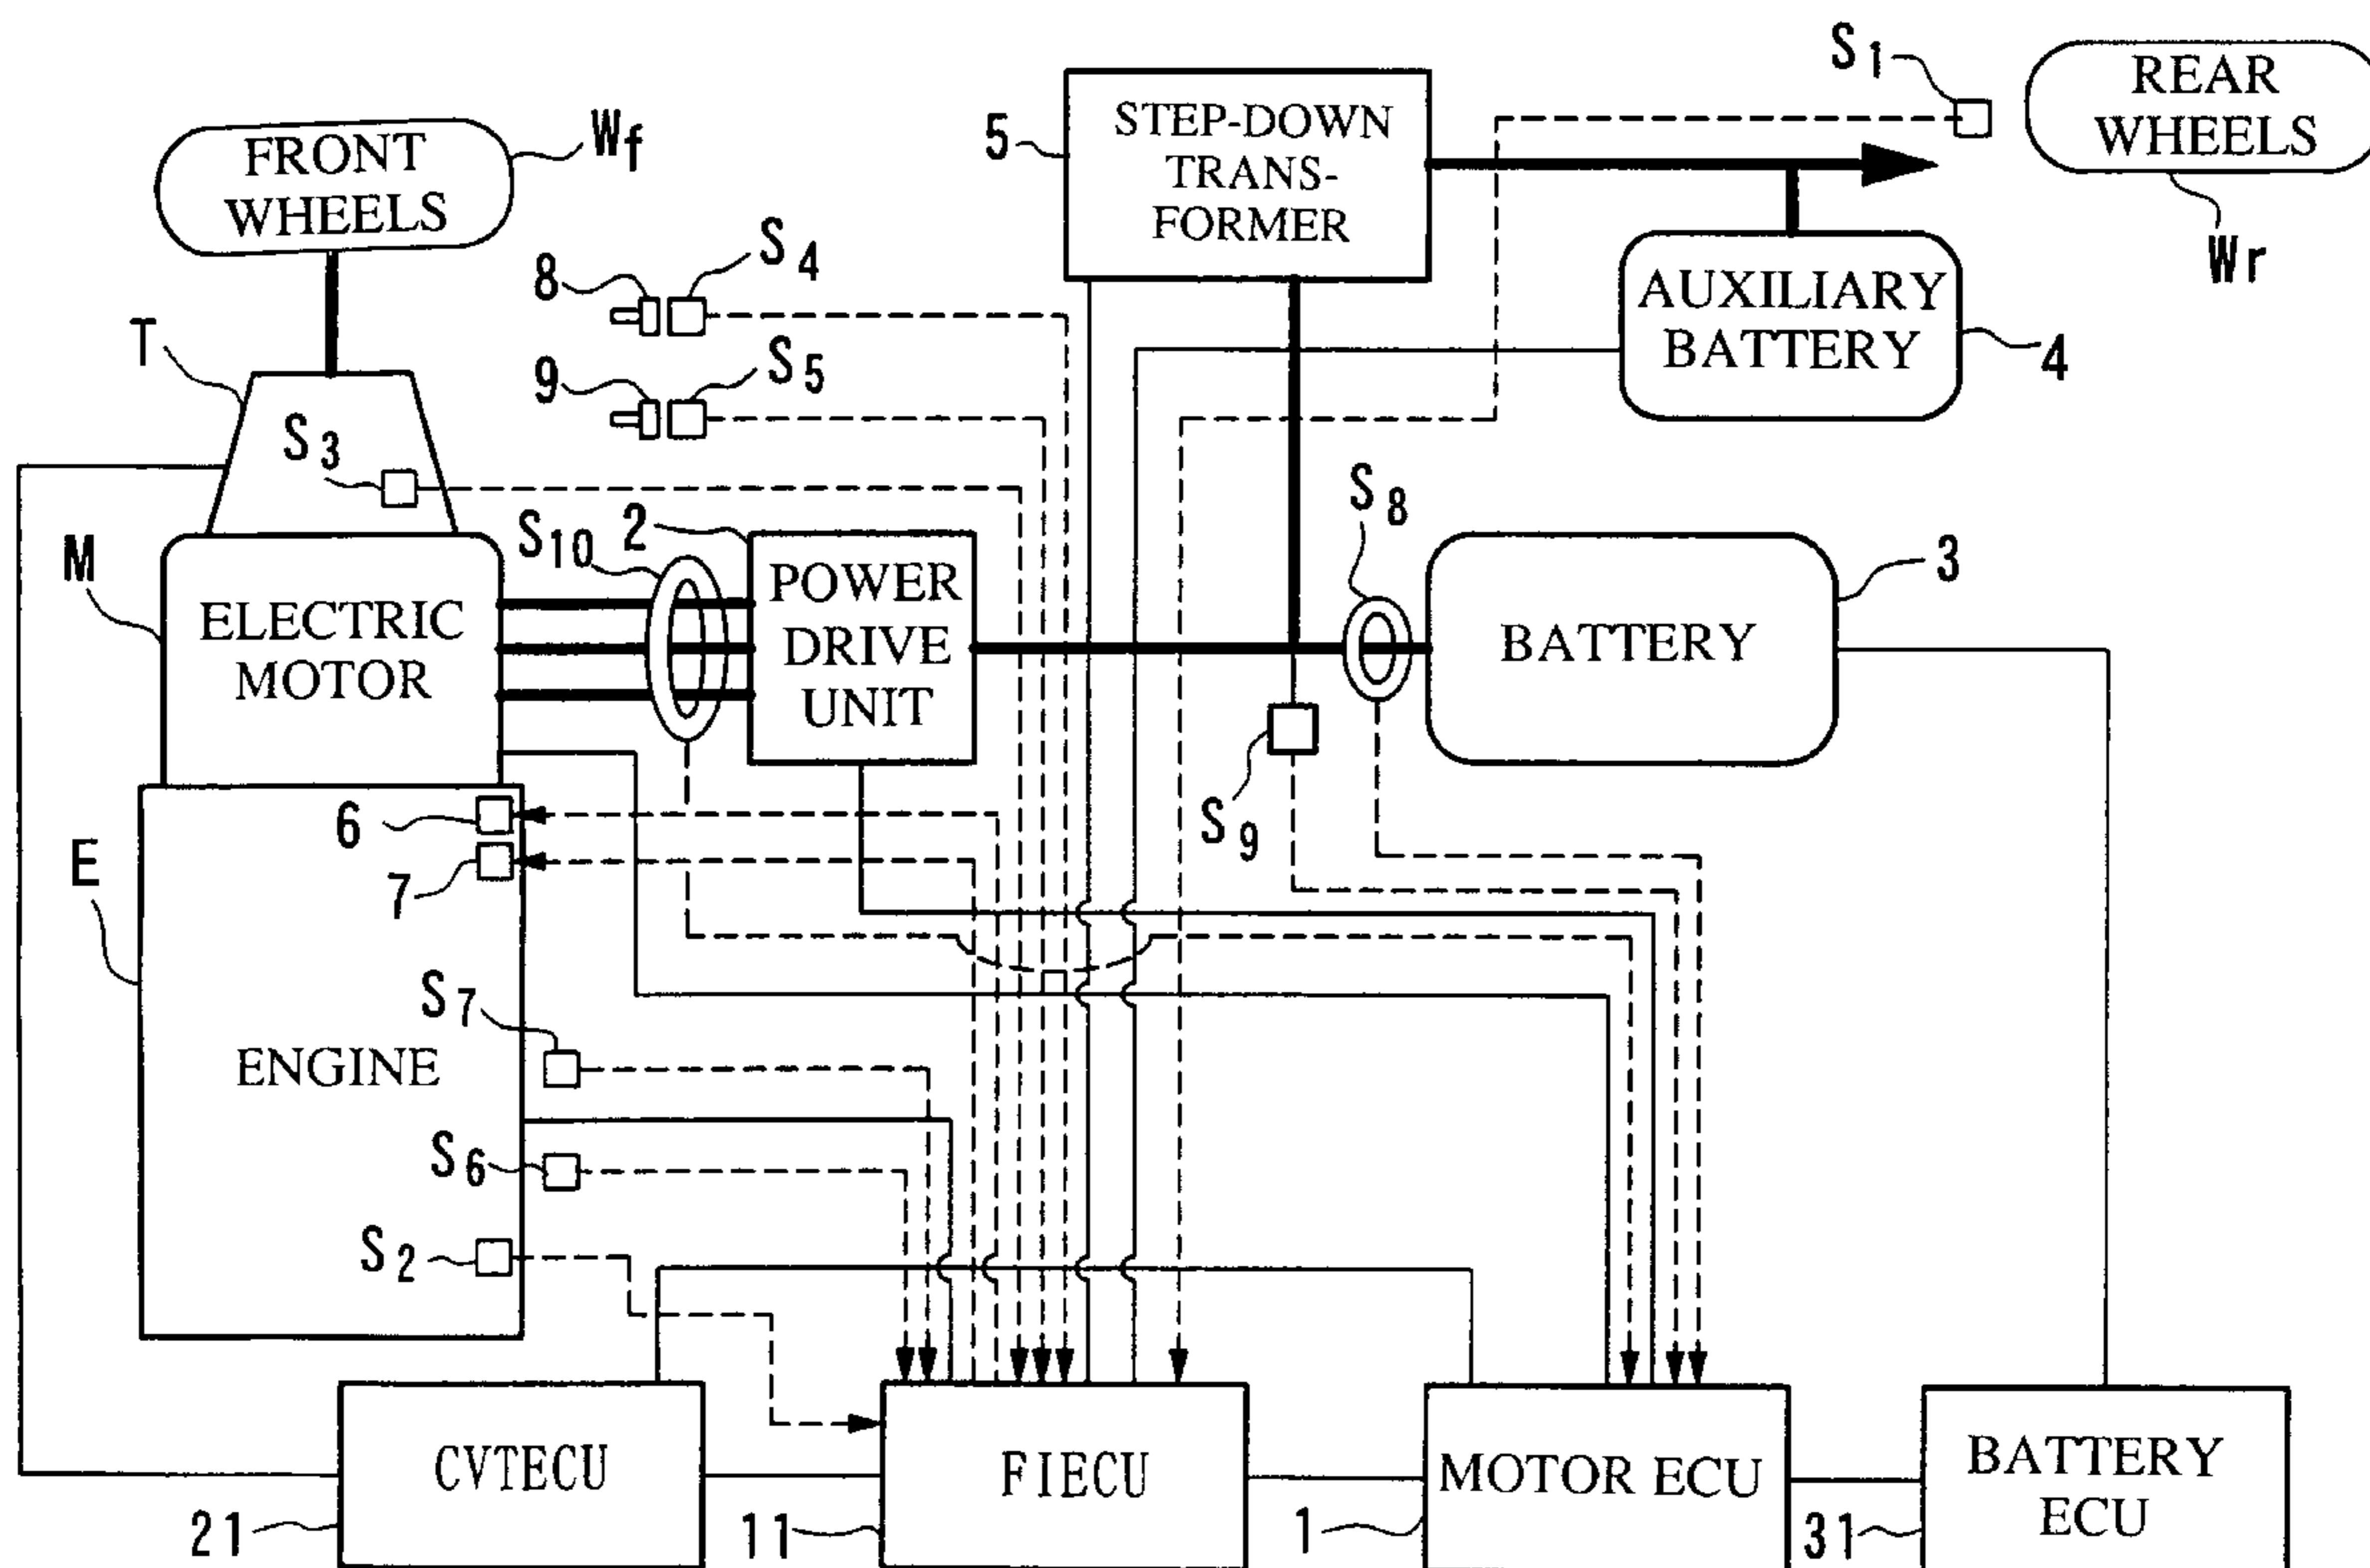 S1
REAR
WHEELS
Wr
STEP-DOWN
TRANS-
FORMER
5
FRONT
WHEELS
Wf
AUXILIARY
BATTERY
4
8
S4
9
S5
T
S3
S10
2
S8
3
M
ELECTRIC
MOTOR
POWER
DRIVE
UNIT
BATTERY
S9
6
7
E
S7
ENGINE
S6
S2
CVTECU
21
FIECU
11
MOTOR ECU
1
BATTERY
ECU
31